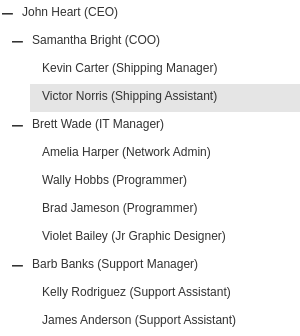 John Heart (CEO)
Samantha Bright (COO)
Kevin Carter (Shipping Manager)
Victor Norris (Shipping Assistant)
Brett Wade (IT Manager)
Amelia Harper (Network Admin)
Wally Hobbs (Programmer)
Brad Jameson (Programmer)
Violet Bailey (Jr Graphic Designer)
Barb Banks (Support Manager)
Kelly Rodriguez (Support Assistant)
James Anderson (Support Assistant)